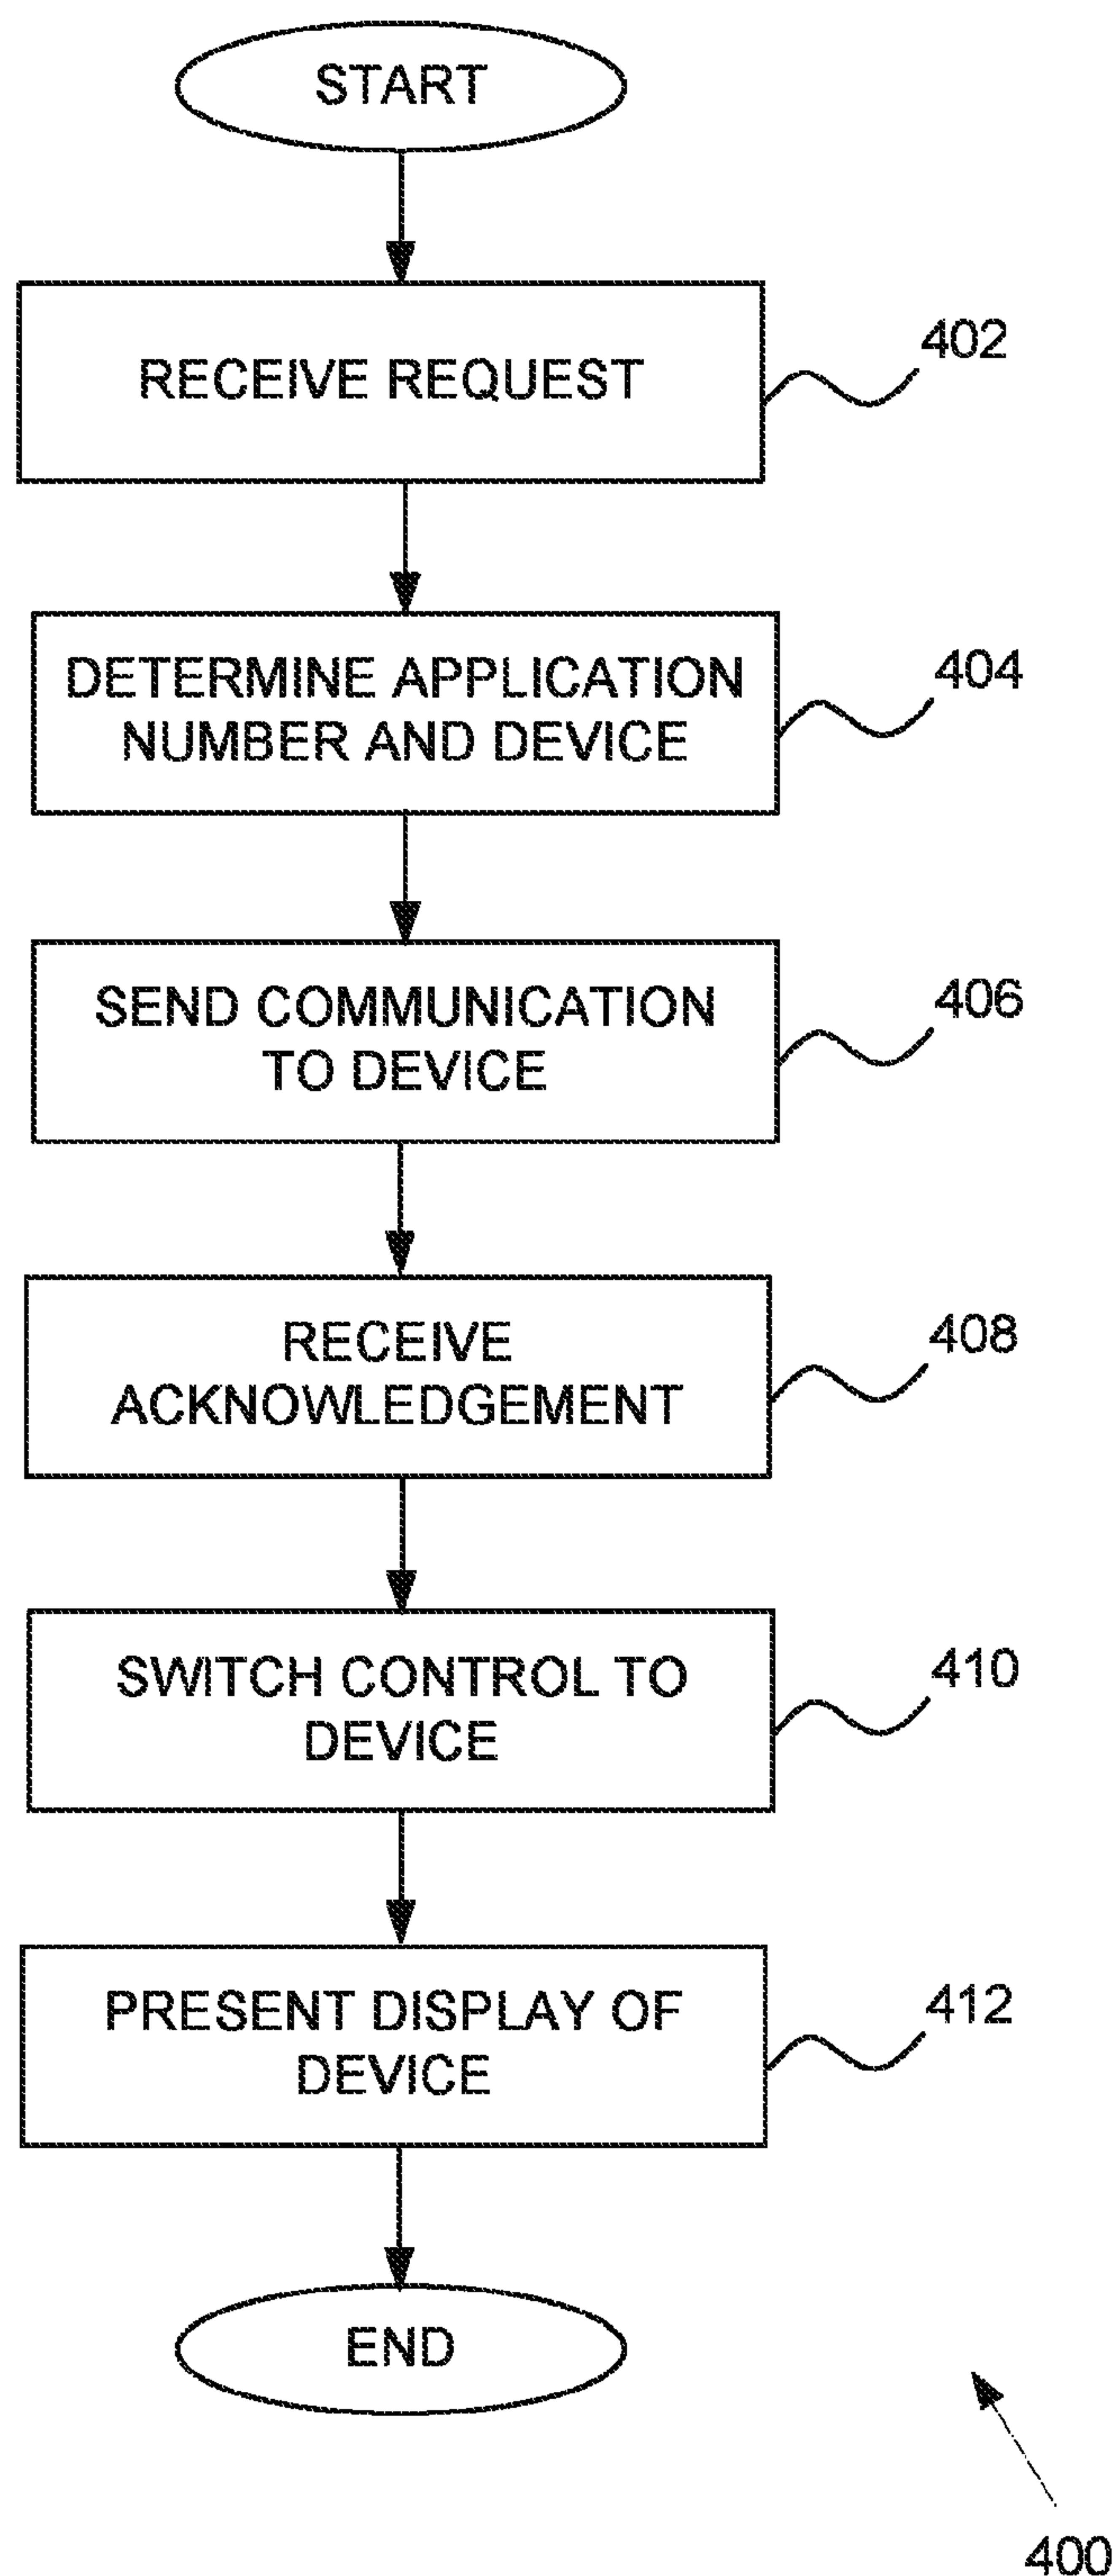 START
RECEIVE REQUEST
402
DETERMINE APPLICATION
NUMBER AND DEVICE
404
SEND COMMUNICATION
TO DEVICE
406
RECEIVE
ACKNOWLEDGEMENT
408
SWITCH CONTROL TO
DEVICE
410
PRESENT DISPLAY OF
DEVICE
412
END
400